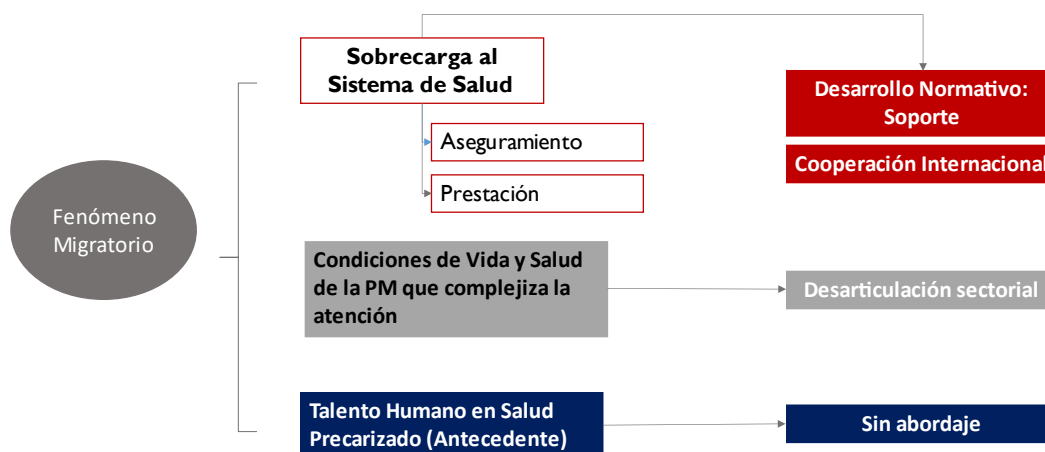 Sobrecarga al
Sistema de Salud
Desarrollo Normativo:
Soporte
Aseguramiento
Cooperación Internacional
Prestación
Fenómeno
Migratorio
Condiciones de Vida y Salud
de la PM que complejiza la
atención
Desarticulación sectorial
Talento Humano en Salud
Precarizado (Antecedente)
Sin abordaje